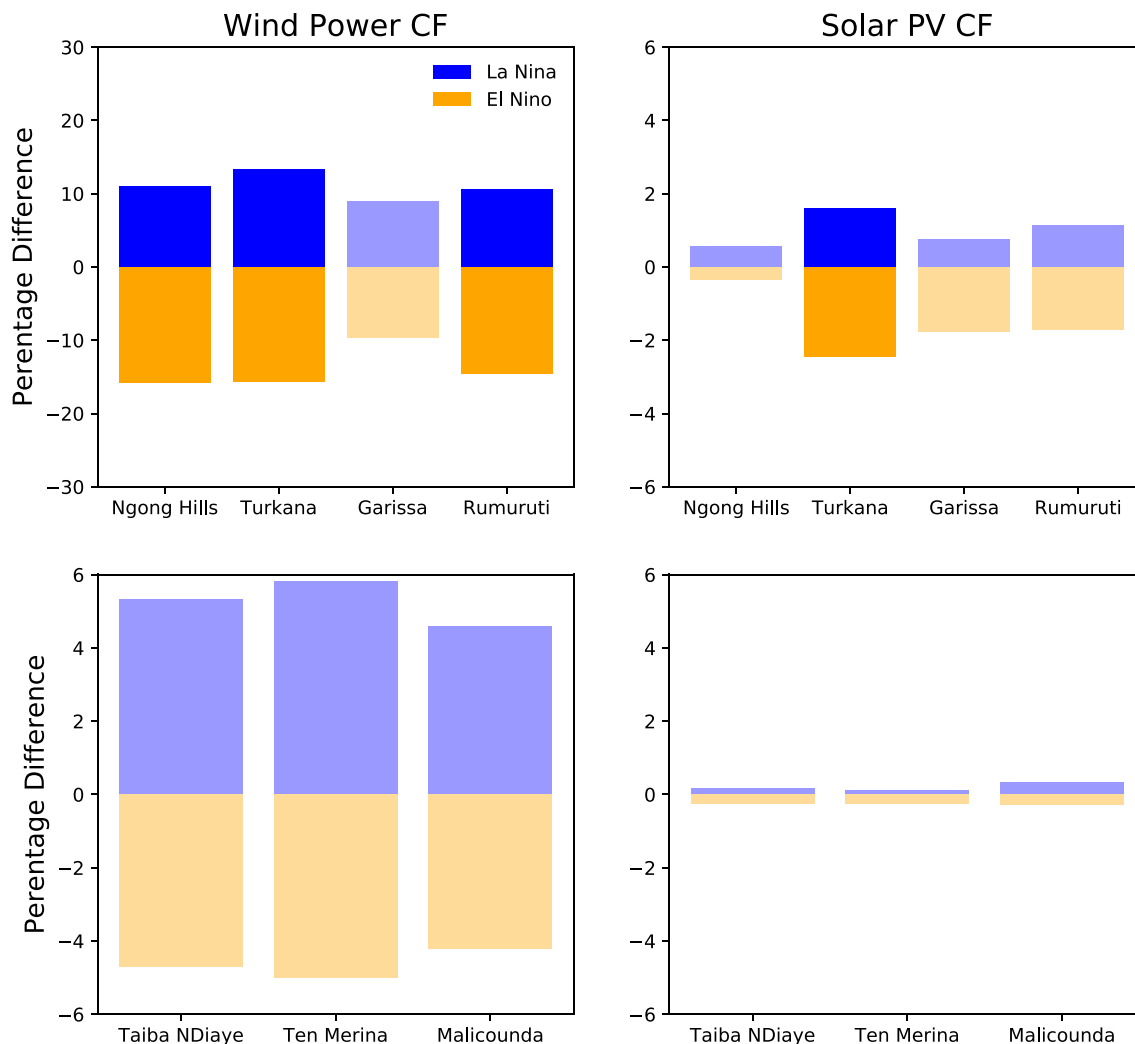 Wind Power CF
Solar PV CF
Perentage Difference
30
20
10
0
−10
−20
−30
La Nina
El Nino
Ngong Hills Turkana Garissa Rumuruti
6
4
2
0
−2
−4
−6
Ngong Hills Turkana Garissa Rumuruti
Perentage Difference
6
4
2
0
−2
−4
−6
Taiba NDiaye Ten Merina Malicounda
6
4
2
0
−2
−4
−6
Taiba NDiaye Ten Merina Malicounda